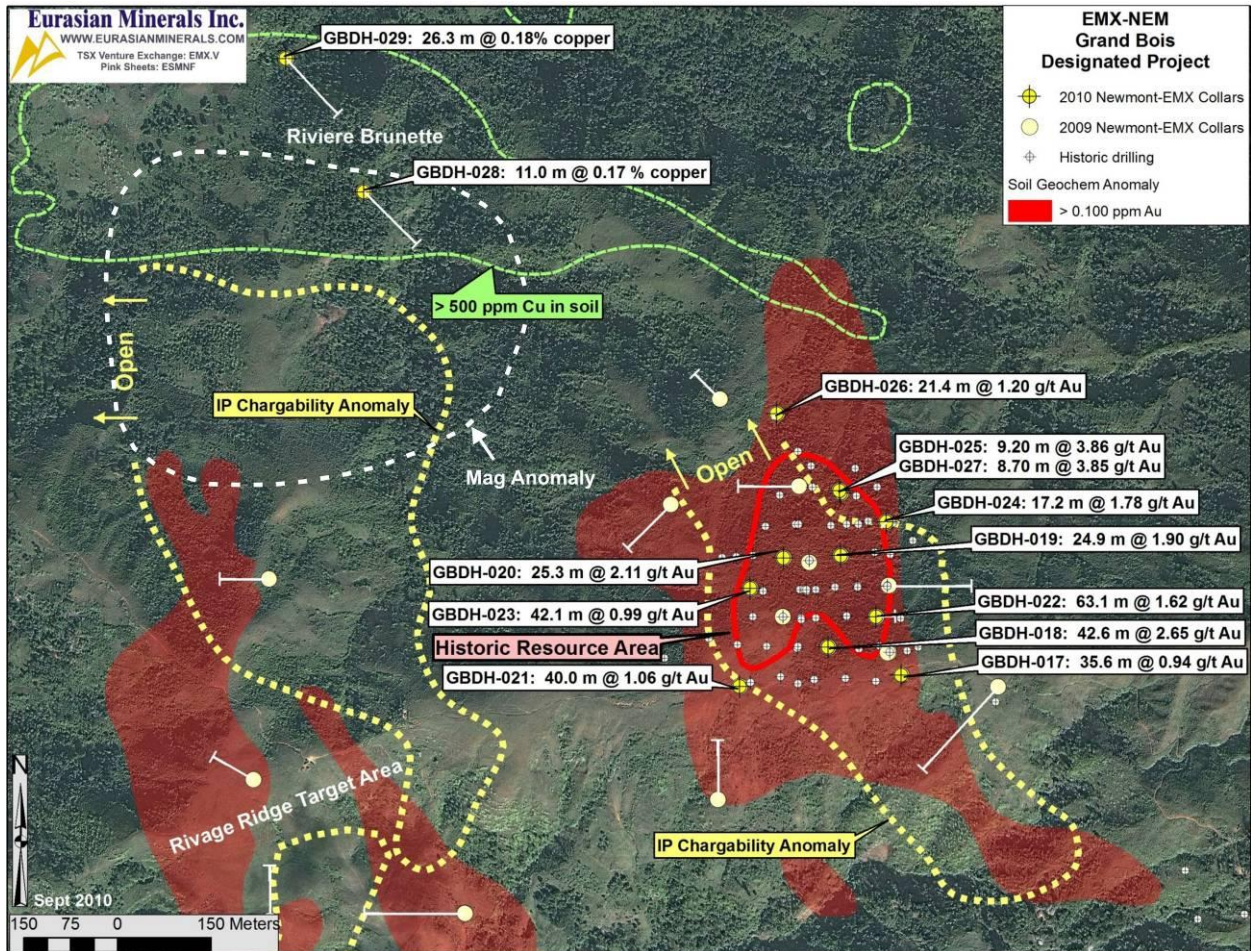 Eurasian Minerals Inc.
WWW.EURASIANMINERALS.COM
TSX Venture Exchange: EMX.V
Pink Sheets: ESMNF
EMX-NEM
Grand Bois
Designated Project
2010 Newmont-EMX Collars
2009 Newmont-EMX Collars
Historic drilling
Soil Geochem Anomaly
> 0.100 ppm Au
GBDH-029: 26.3 m @ 0.18% copper
Riviere Brunette
GBDH-028: 11.0 m @ 0.17 % copper
> 500 ppm Cu in soil
Open
IP Chargability Anomaly
Mag Anomaly
GBDH-026: 21.4 m @ 1.20 g/t Au
GBDH-025: 9.20 m @ 3.86 g/t Au
GBDH-027: 8.70 m @ 3.85 g/t Au
Open
GBDH-024: 17.2 m @ 1.78 g/t Au
GBDH-019: 24.9 m @ 1.90 g/t Au
GBDH-020: 25.3 m @ 2.11 g/t Au
GBDH-022: 63.1 m @ 1.62 g/t Au
GBDH-023: 42.1 m @ 0.99 g/t Au
GBDH-018: 42.6 m @ 2.65 g/t Au
Historic Resource Area
GBDH-017: 35.6 m @ 0.94 g/t Au
GBDH-021: 40.0 m @ 1.06 g/t Au
Rivage Ridge Target Area
IP Chargability Anomaly
N
Sept 2010
150 75 0 150 Meters